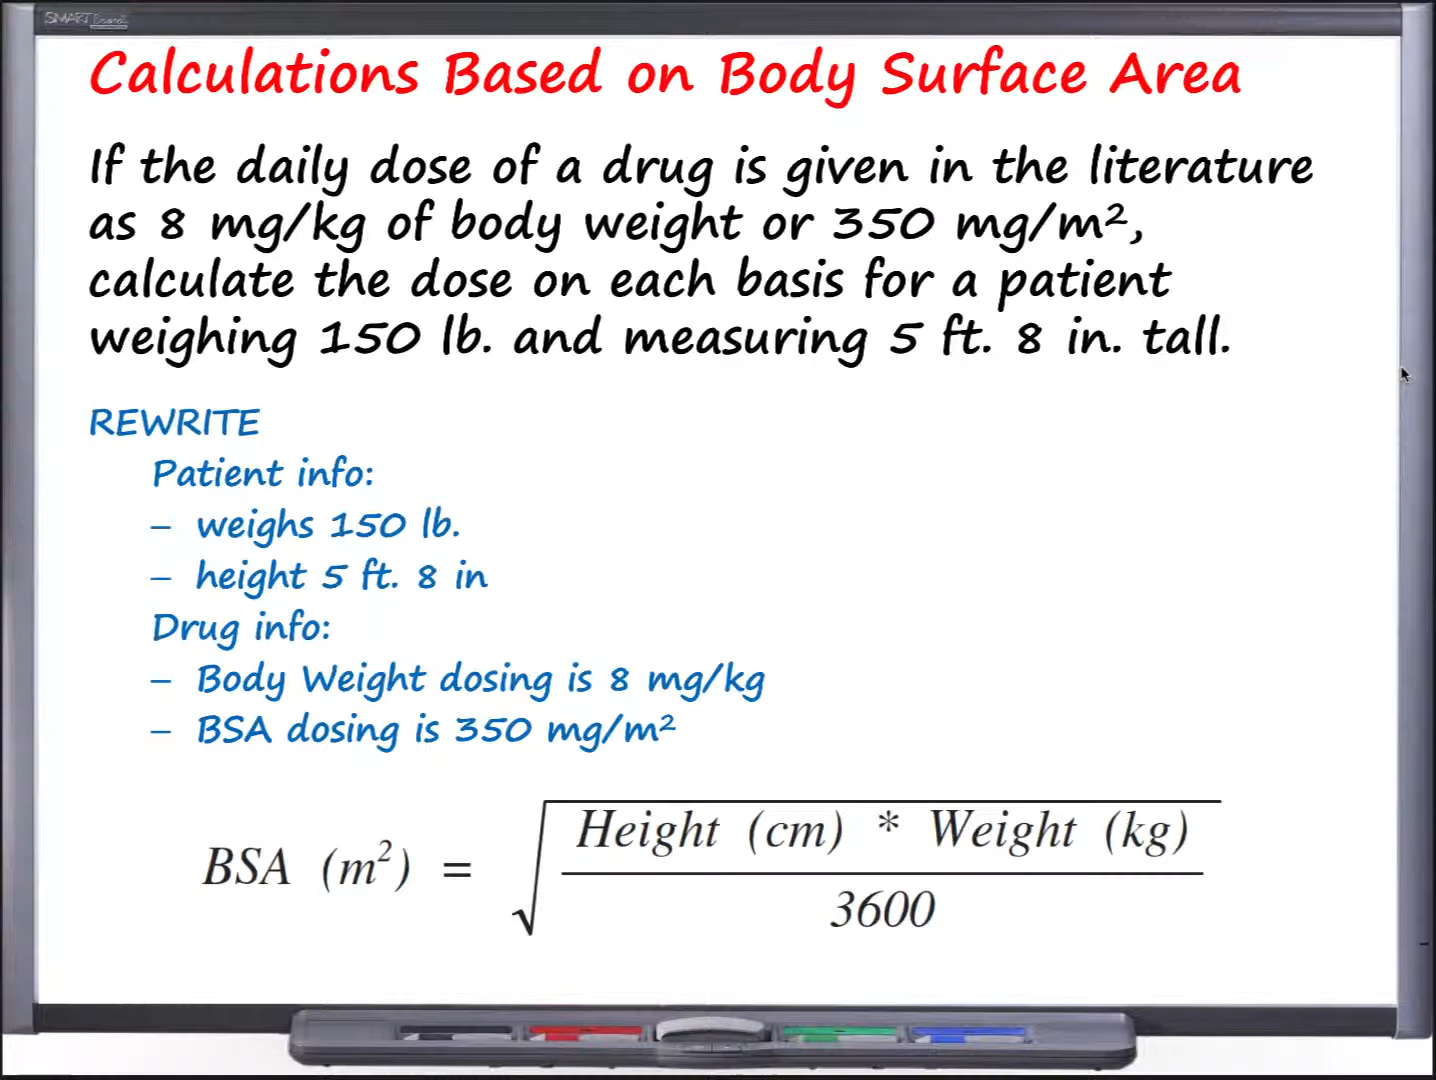 SMART Board
Calculations Based on Body Surface Area
If the daily dose of a drug is given in the literature
as 8 mg/kg of body weight or 350 mg/m²,
calculate the dose on each basis for a patient
weighing 150 lb. and measuring 5 ft. 8 in. tall.
REWRITE
Patient info:
– weighs 150 lb.
– height 5 ft. 8 in
Drug info:
– Body Weight dosing is 8 mg/kg
– BSA dosing is 350 mg/m²
BSA (m²) = √ Height (cm) * Weight (kg)
3600